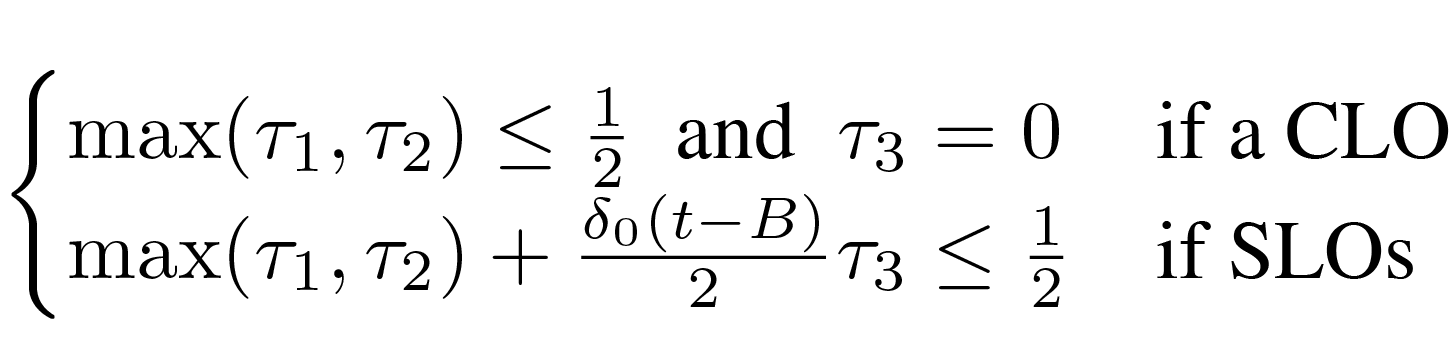 max(τ₁, τ₂) ≤ 1/2 and τ₃ = 0 if a CLO
max(τ₁, τ₂) + δ₀(t−B)/2 τ₃ ≤ 1/2 if SLOs